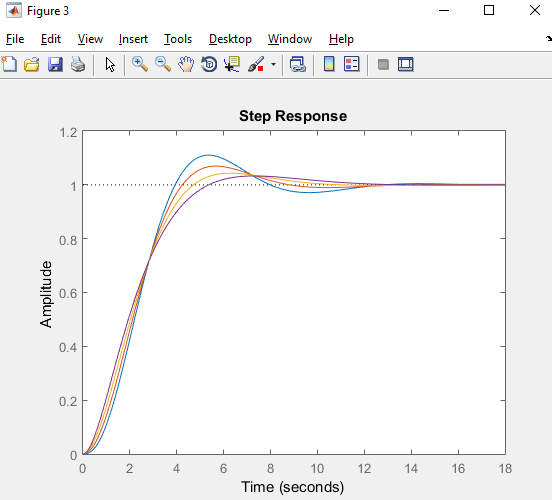 Figure 3
File Edit View Insert Tools Desktop Window Help
Step Response
1.2
1
0.8
0.6
0.4
0.2
0
Amplitude
0 2 4 6 8 10 12 14 16 18
Time (seconds)